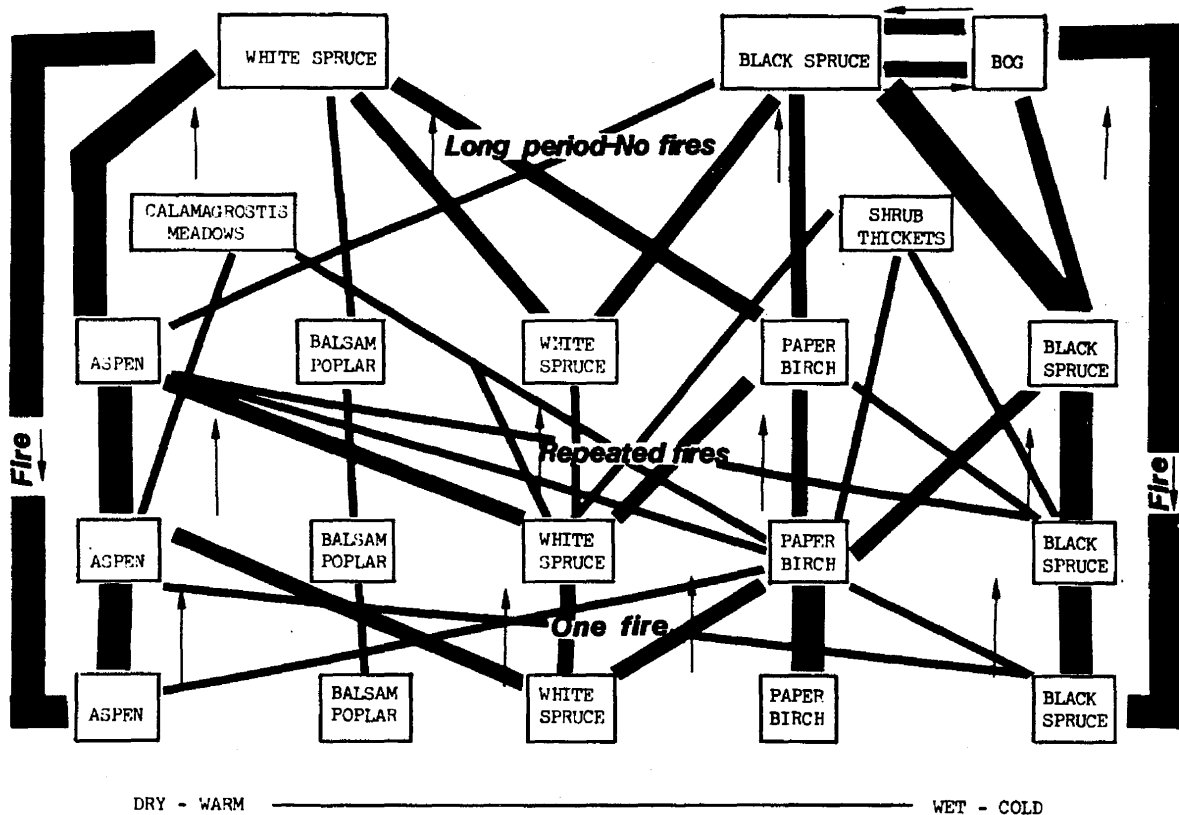 WHITE SPRUCE
BLACK SPRUCE
BOG
Long period-No fires
CALAMAGROSTIS
MEADOWS
SHRUB
THICKETS
ASPEN
BALSAM
POPLAR
WHITE
SPRUCE
PAPER
BIRCH
BLACK
SPRUCE
Fire
Repeated fires
Fire
ASPEN
BALSAM
POPLAR
WHITE
SPRUCE
PAPER
BIRCH
BLACK
SPRUCE
One fire
ASPEN
BALSAM
POPLAR
WHITE
SPRUCE
PAPER
BIRCH
BLACK
SPRUCE
DRY - WARM
WET - COLD